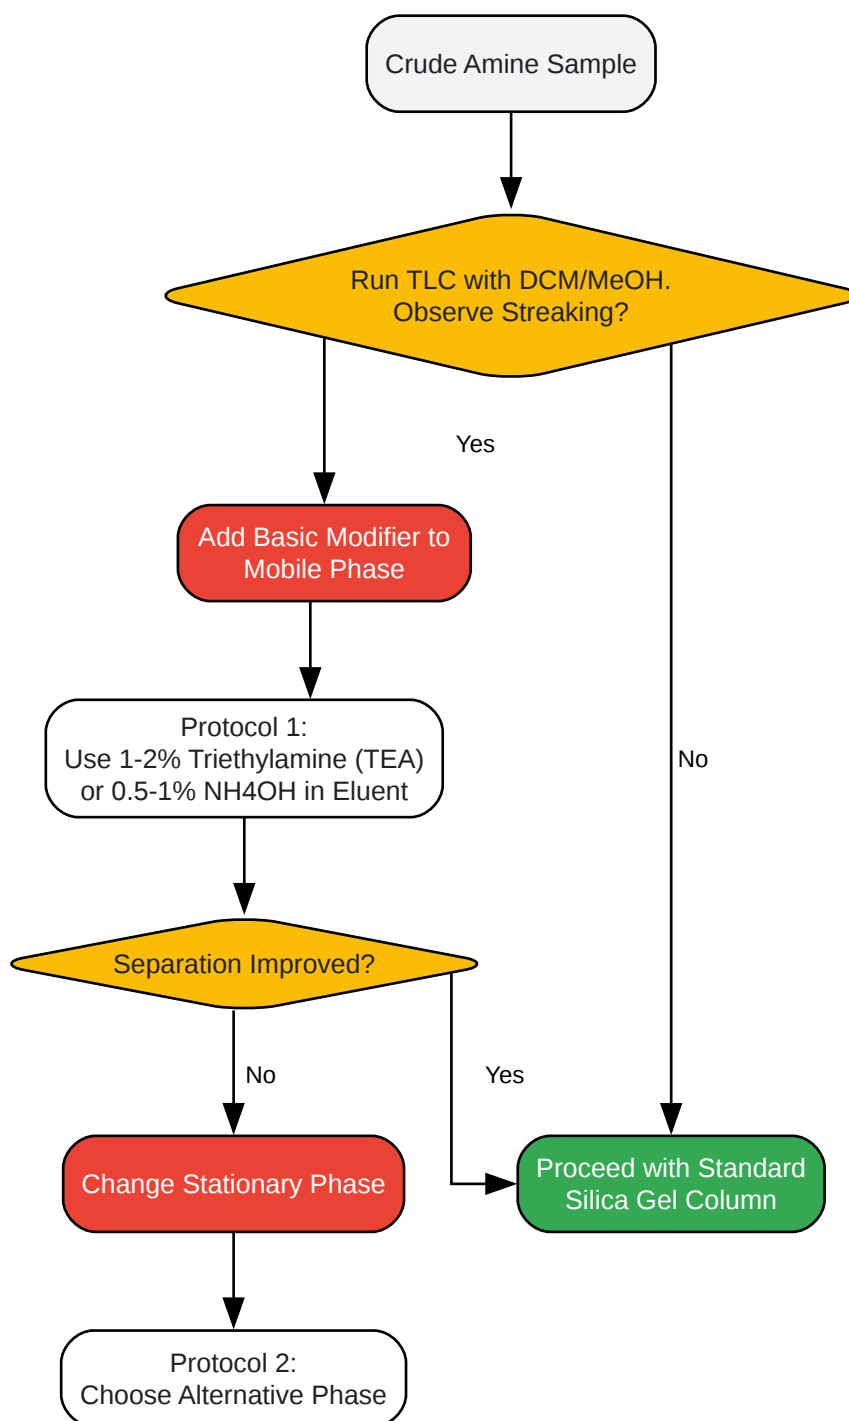 Crude Amine Sample
Run TLC with DCM/MeOH.
Observe Streaking?
Yes
Add Basic Modifier to
Mobile Phase
Protocol 1:
Use 1-2% Triethylamine (TEA)
or 0.5-1% NH4OH in Eluent
No
Separation Improved?
No
Yes
Change Stationary Phase
Proceed with Standard
Silica Gel Column
Protocol 2:
Choose Alternative Phase